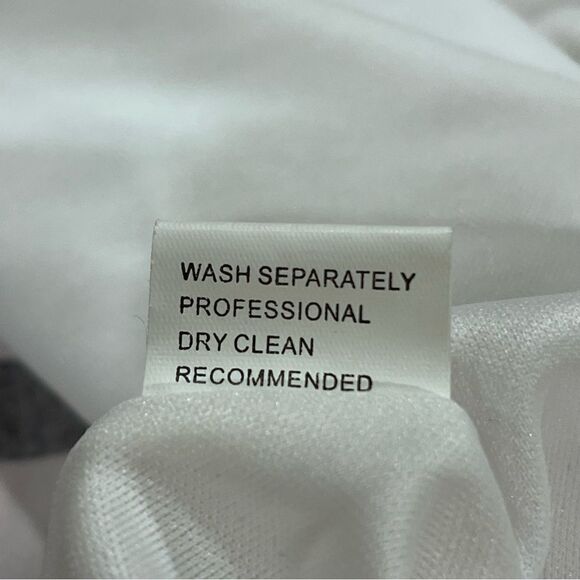 WASH SEPARATELY
PROFESSIONAL
DRY CLEAN
RECOMMENDED